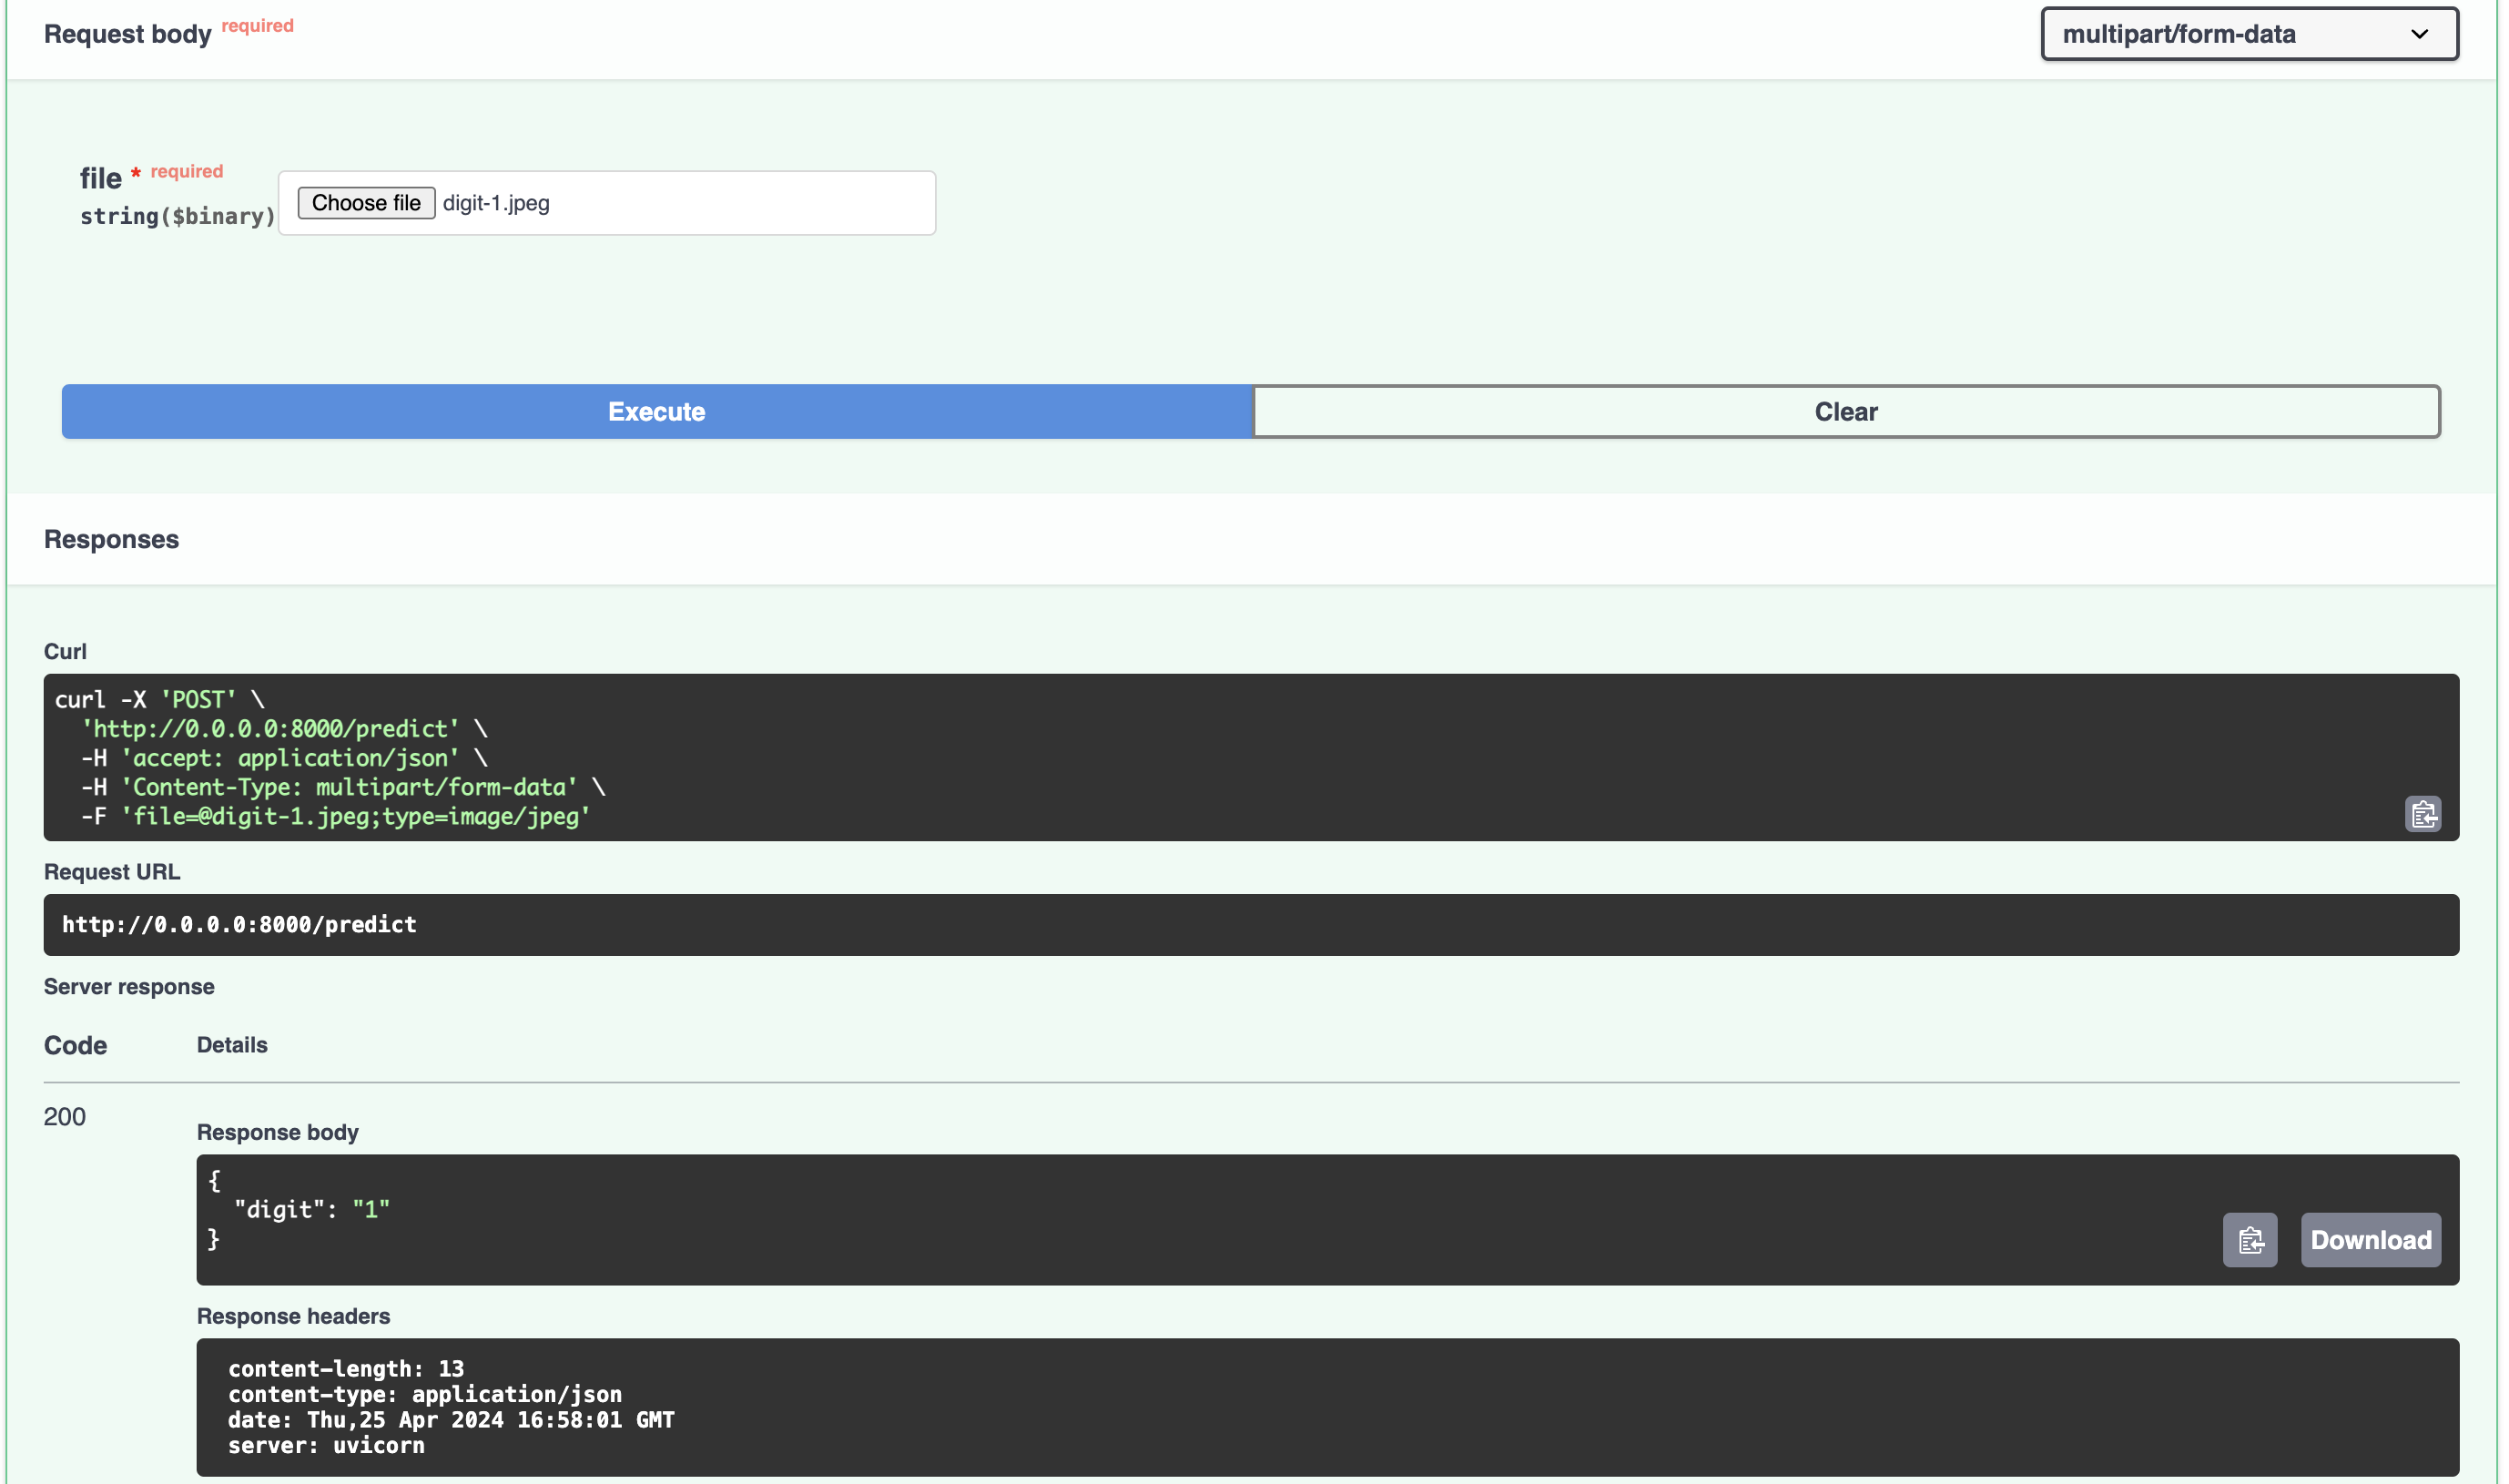 Request body required
multipart/form-data
file * required
string($binary)
Choose file digit-1.jpeg
Execute
Clear
Responses
Curl
curl -X 'POST' \
  'http://0.0.0.0:8000/predict' \
  -H 'accept: application/json' \
  -H 'Content-Type: multipart/form-data' \
  -F 'file=@digit-1.jpeg;type=image/jpeg'
Request URL
http://0.0.0.0:8000/predict
Server response
Code Details
200
Response body
{
  "digit": "1"
}
Download
Response headers
content-length: 13
content-type: application/json
date: Thu,25 Apr 2024 16:58:01 GMT
server: uvicorn